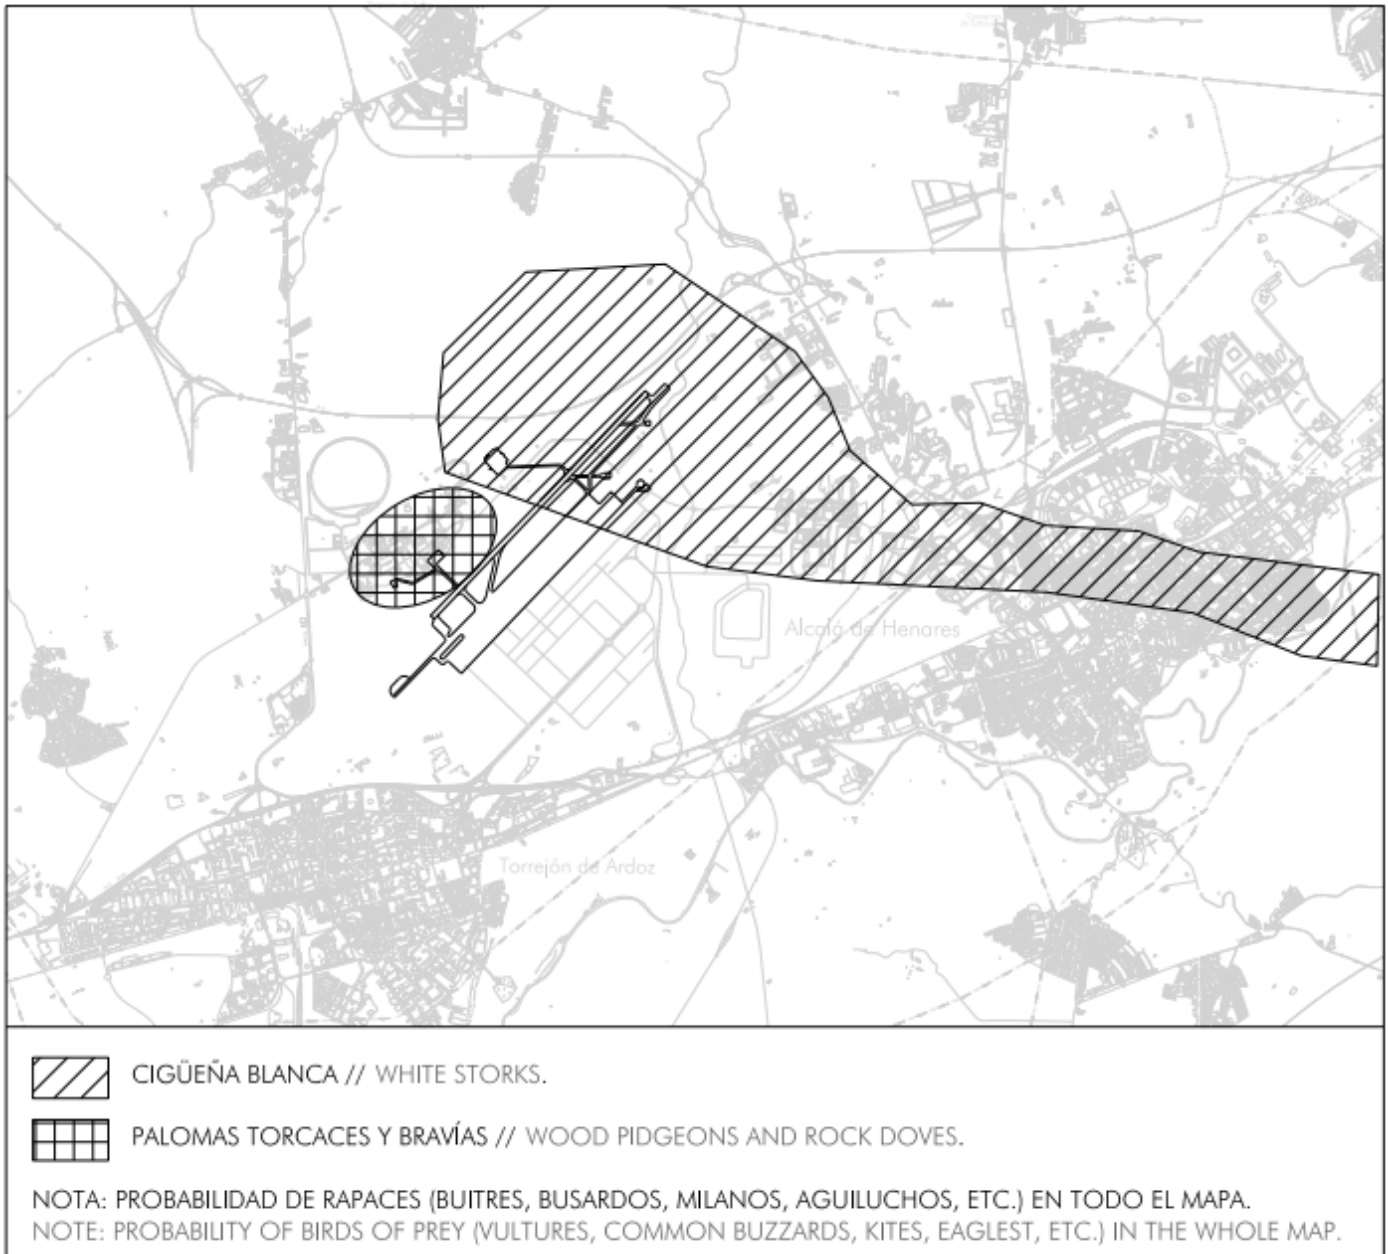 Alcalá de Henares
Torrejón de Ardoz
CIGÜEÑA BLANCA // WHITE STORKS.
PALOMAS TORCACES Y BRAVÍAS // WOOD PIDGEONS AND ROCK DOVES.
NOTA: PROBABILIDAD DE RAPACES (BUITRES, BUSARDOS, MILANOS, AGUILUCHOS, ETC.) EN TODO EL MAPA.
NOTE: PROBABILITY OF BIRDS OF PREY (VULTURES, COMMON BUZZARDS, KITES, EAGLEST, ETC.) IN THE WHOLE MAP.